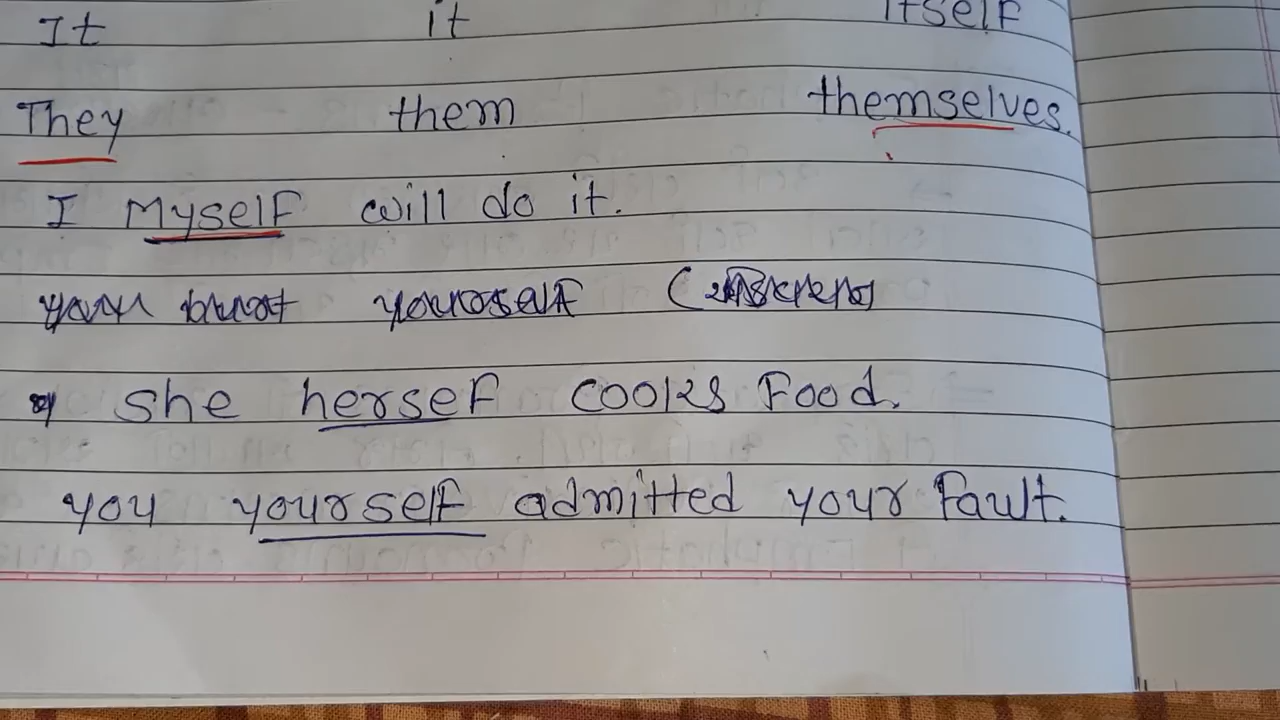 It it itself
They them themselves.
I Myself will do it.
yourself
she hersef cooks Food.
you yourself admitted your Fault.